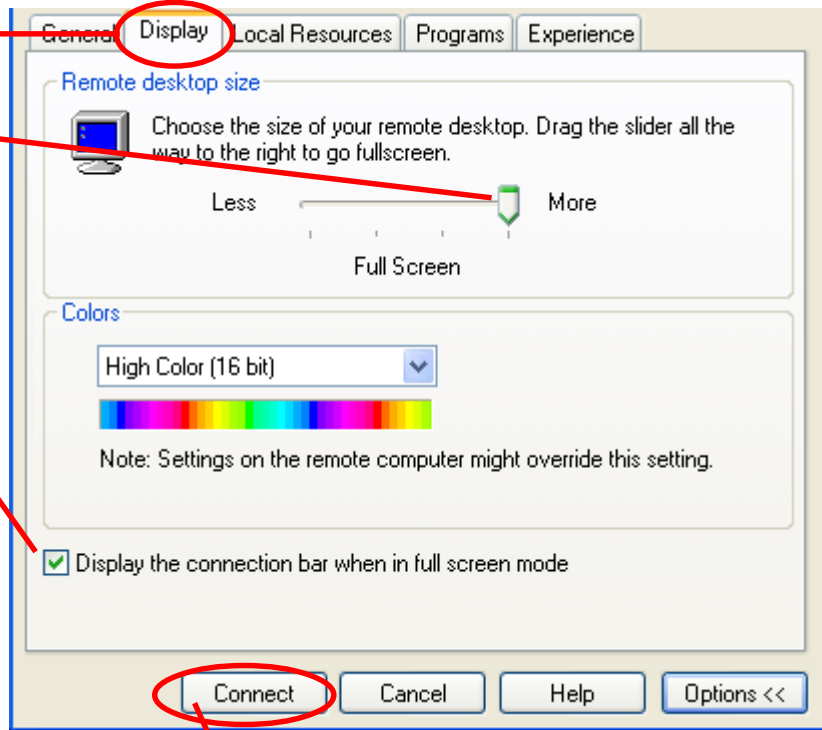 General Display Local Resources Programs Experience
Remote desktop size
Choose the size of your remote desktop. Drag the slider all the
way to the right to go fullscreen.
Less More
Full Screen
Colors
High Color (16 bit)
Note: Settings on the remote computer might override this setting.
Display the connection bar when in full screen mode
Connect Cancel Help Options <<